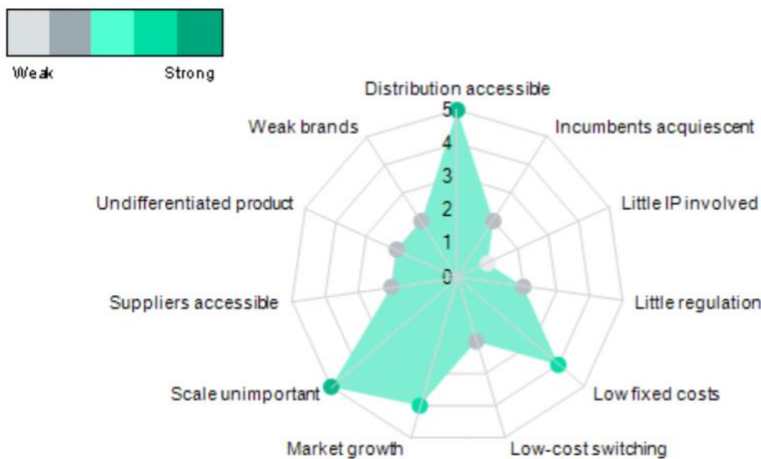 Weak
Strong
Distribution accessible
5
Weak brands
Incumbents acquiescent
4
3
Undifferentiated product
Little IP involved
2
1
0
Suppliers accessible
Little regulation
Scale unimportant
Low fixed costs
Market growth
Low-cost switching